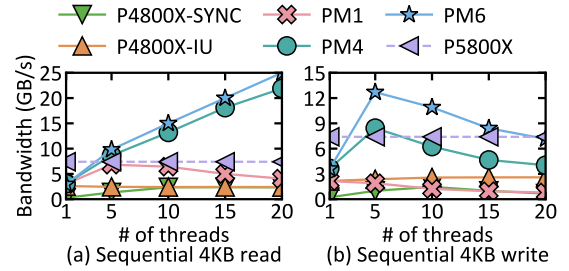 P4800X-SYNC PM1 PM6
P4800X-IU PM4 P5800X
Bandwidth (GB/s)
25
20
15
10
5
0
1 5 10 15 20
# of threads
(a) Sequential 4KB read
15
12
9
6
3
0
1 5 10 15 20
# of threads
(b) Sequential 4KB write